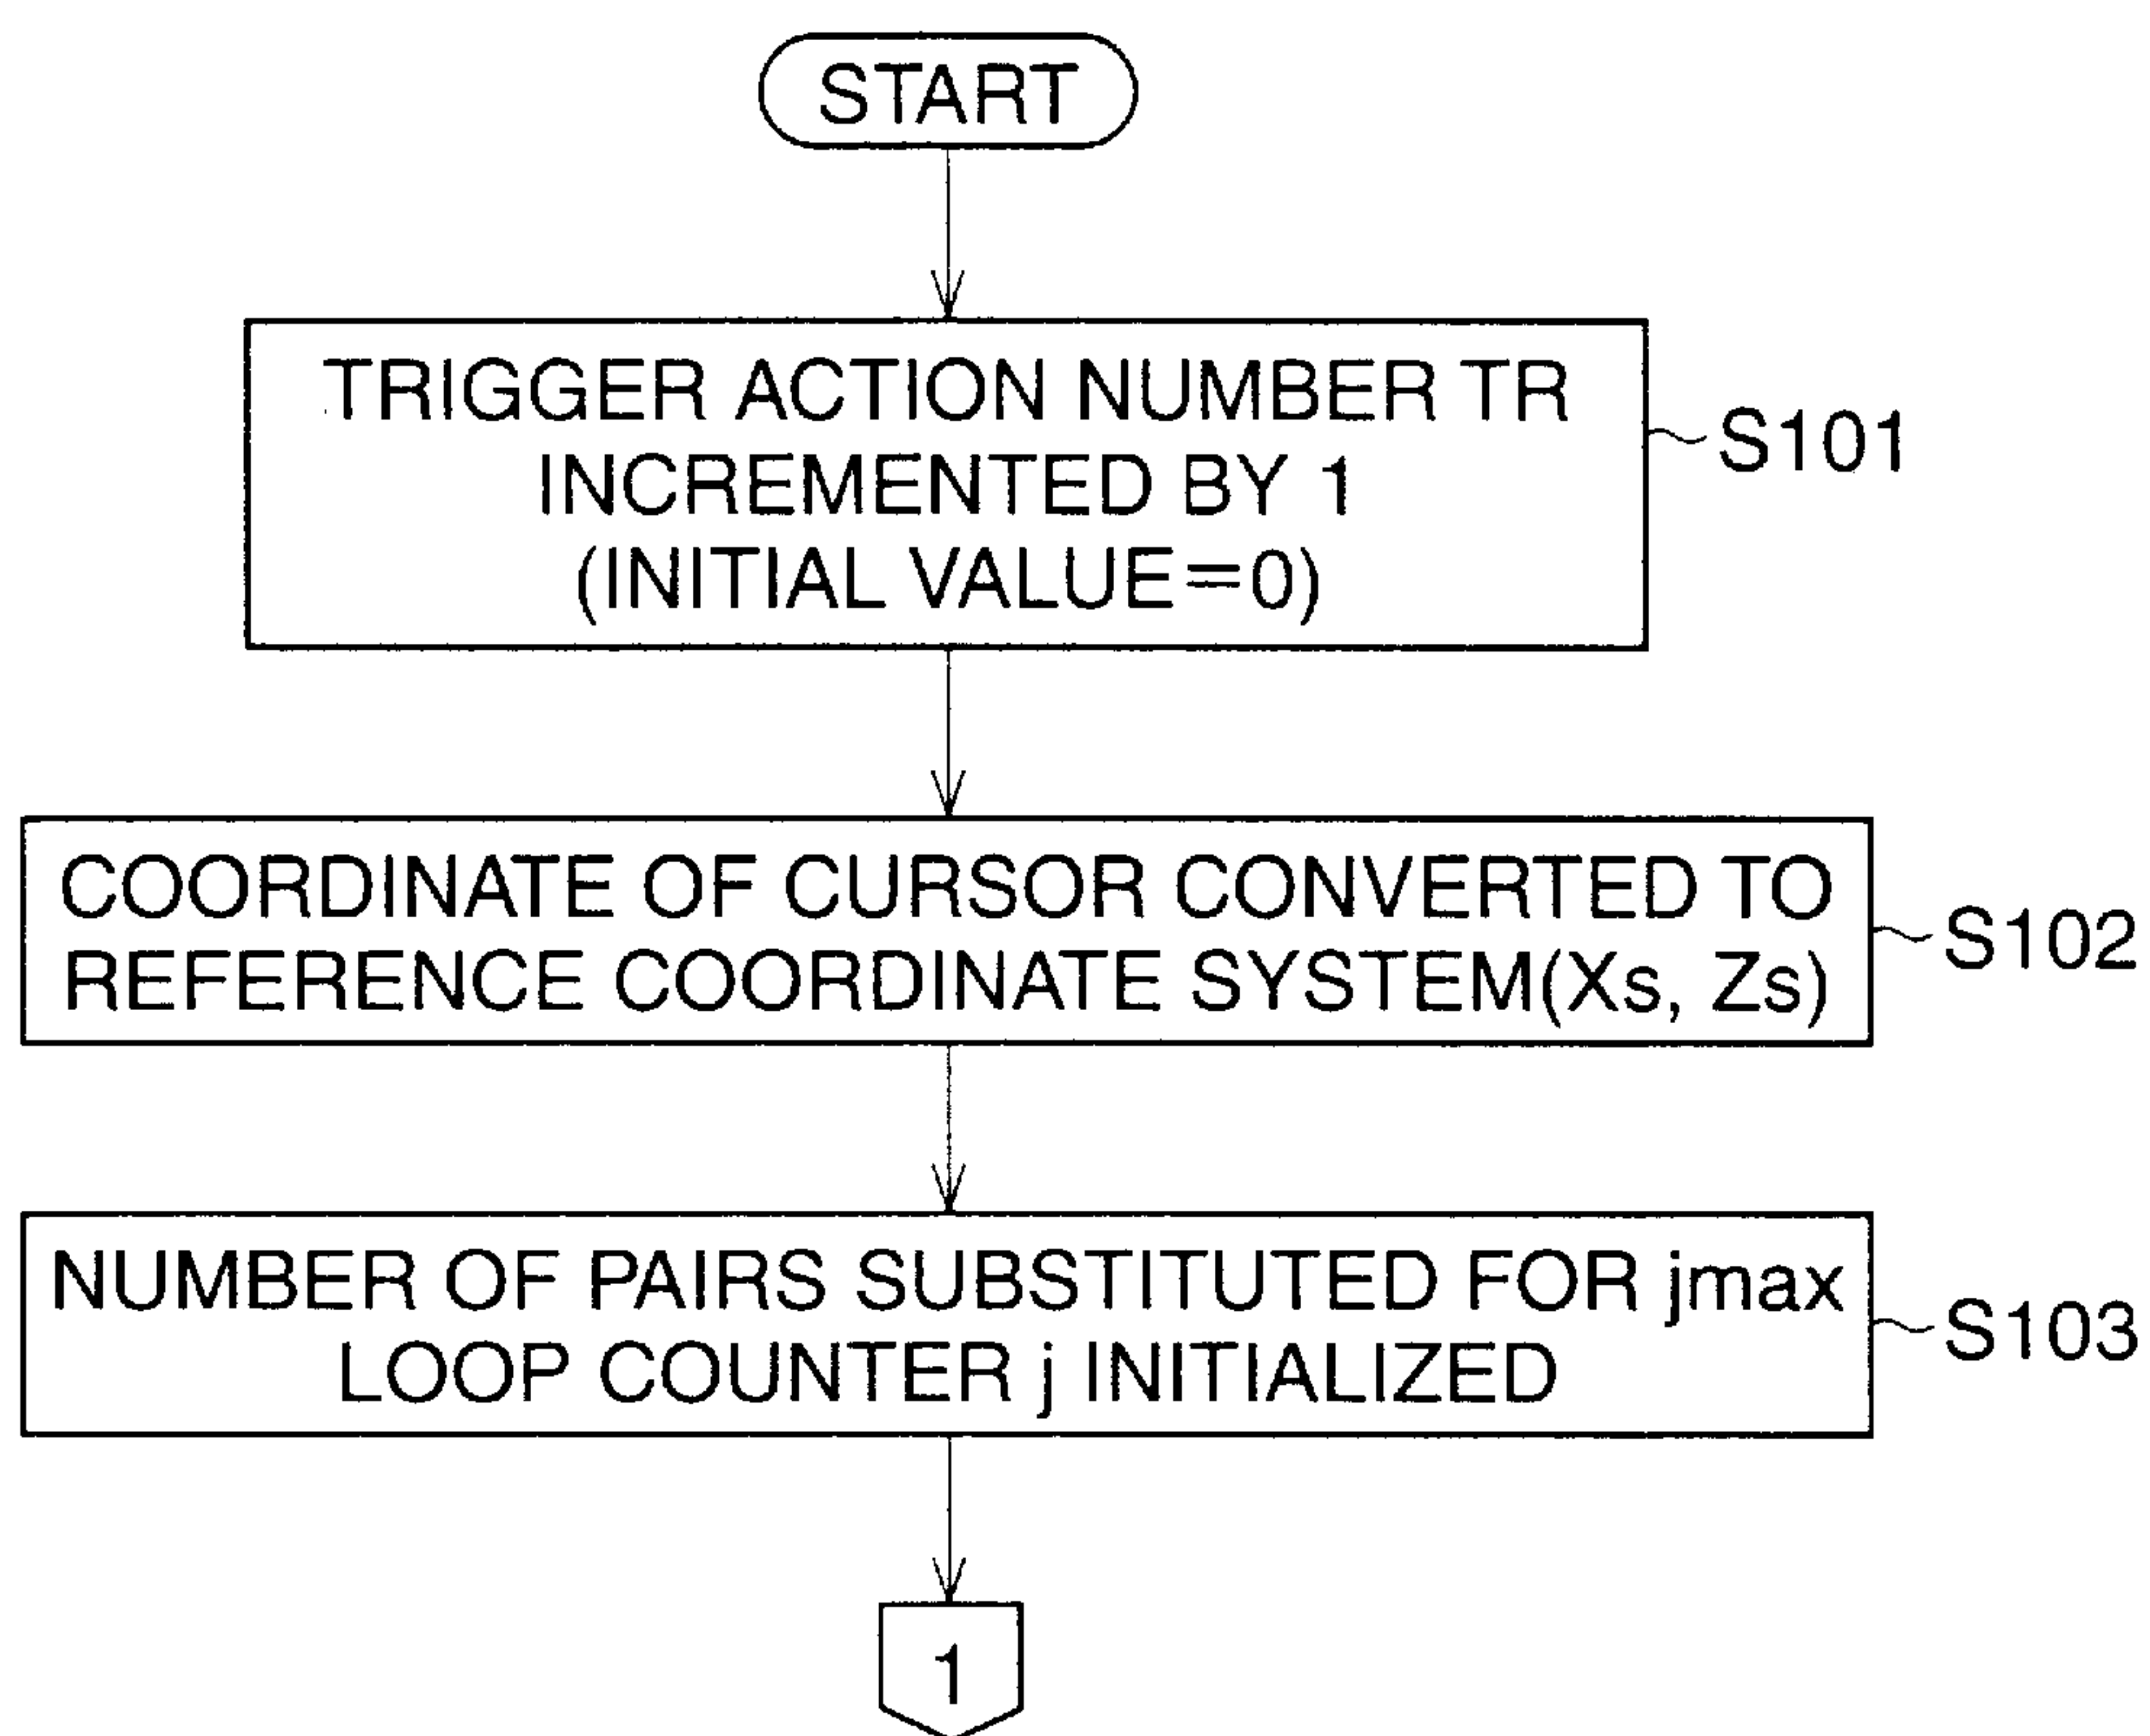 START
TRIGGER ACTION NUMBER TR
INCREMENTED BY 1
(INITIAL VALUE=0)
S101
COORDINATE OF CURSOR CONVERTED TO
REFERENCE COORDINATE SYSTEM(Xs, Zs)
S102
NUMBER OF PAIRS SUBSTITUTED FOR jmax
LOOP COUNTER j INITIALIZED
S103
1